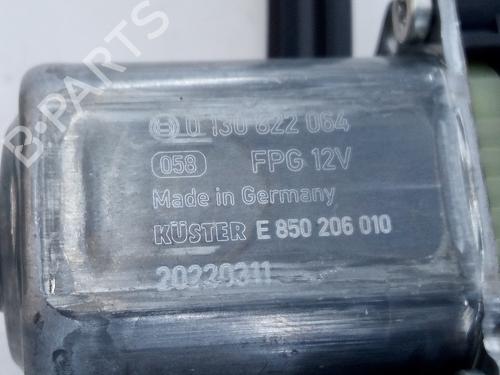 0 130 822 064
058 FPG 12V
Made in Germany
KÜSTER E 850 206 010
20220311
B-PARTS